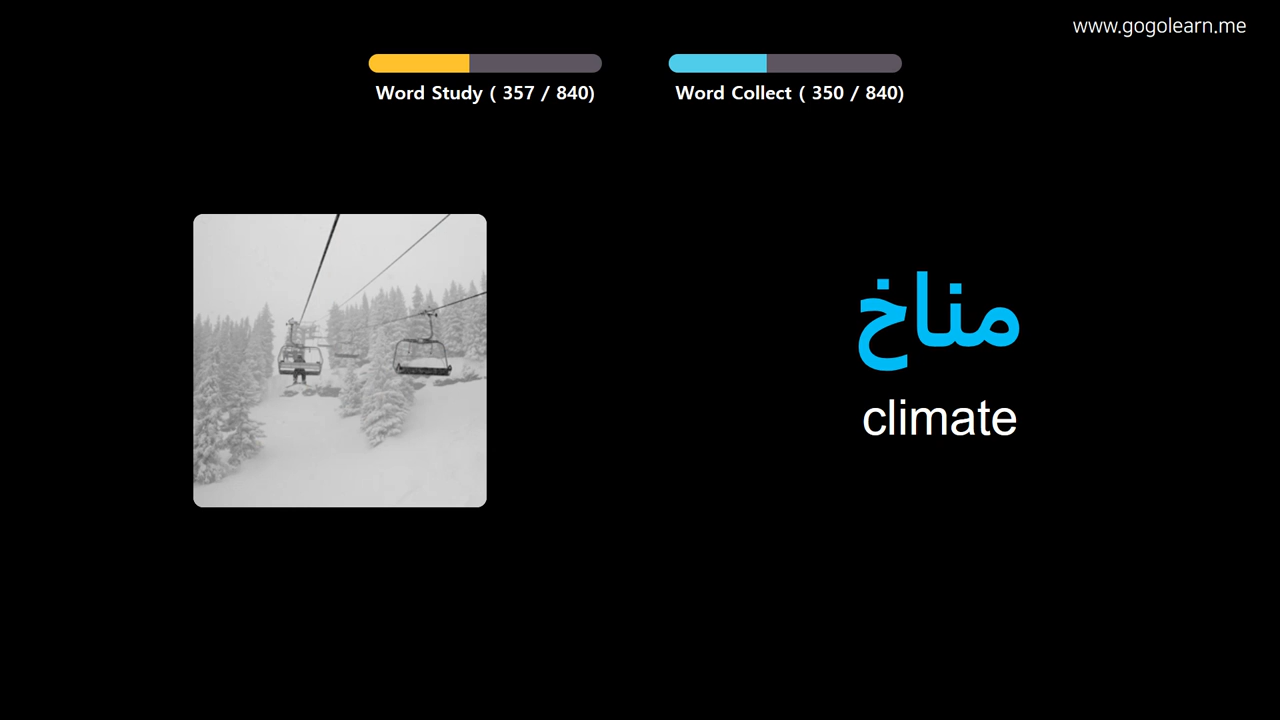 www.gogolearn.me
Word Study ( 357 / 840)
Word Collect ( 350 / 840)
مناخ
climate